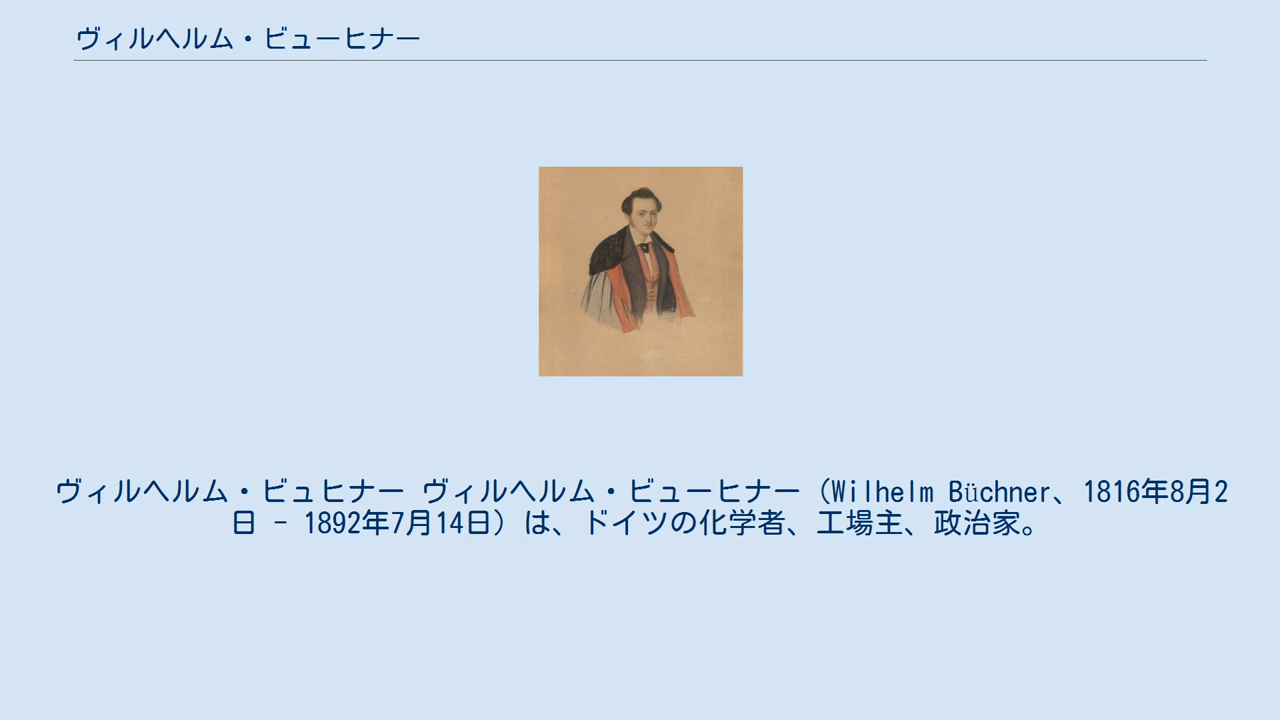 ヴィルヘルム・ビューヒナー
ヴィルヘルム・ビュヒナー ヴィルヘルム・ビューヒナー（Wilhelm Büchner、1816年8月2
日 - 1892年7月14日）は、ドイツの化学者、工場主、政治家。